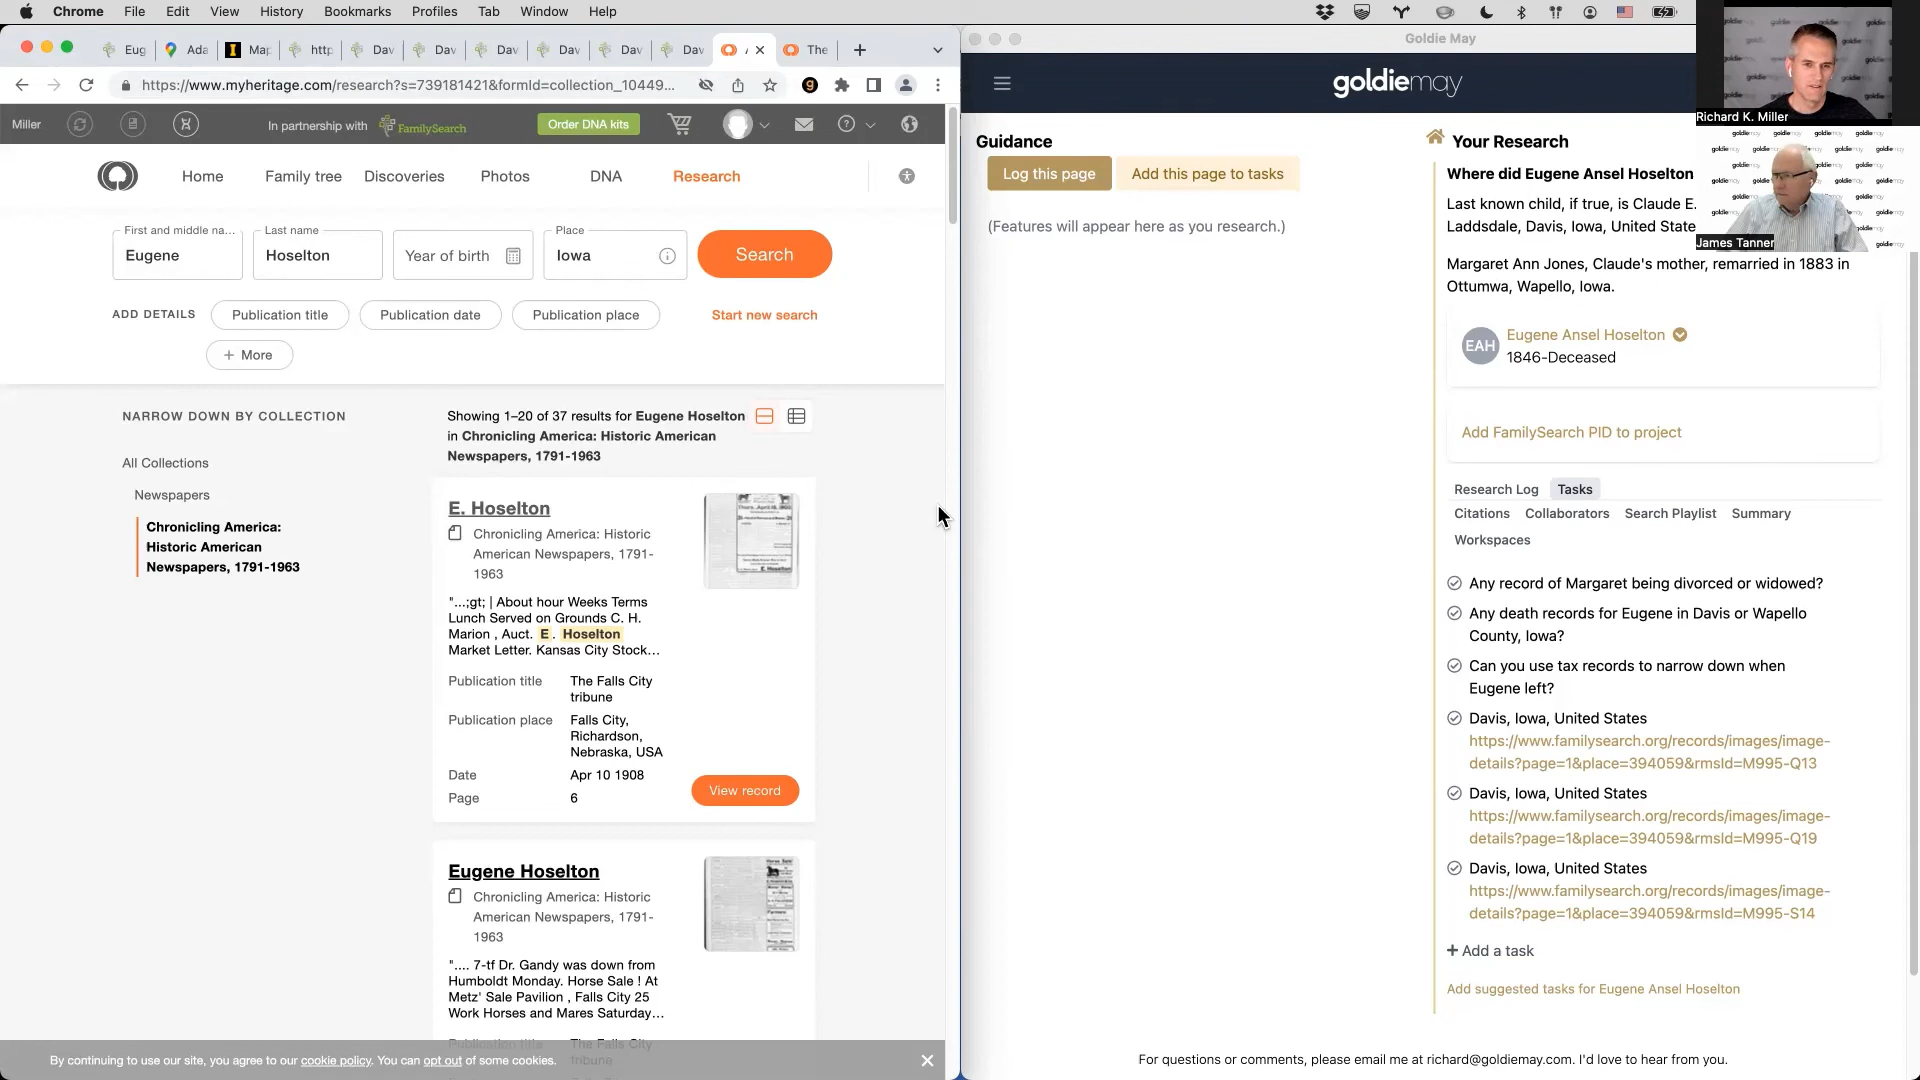 Chrome File Edit View History Bookmarks Profiles Tab Window Help
Eug
Ada
Map
http
Dav
Dav
Dav
Dav
Dav
Dav
The
https://www.myheritage.com/research?s=739181421&formId=collection_10449...
Miller
In partnership with FamilySearch
Order DNA kits
Home Family tree Discoveries Photos DNA Research
First and middle na...
Eugene
Last name
Hoselton
Year of birth
Place
Iowa
Search
ADD DETAILS
Publication title
Publication date
Publication place
Start new search
+ More
NARROW DOWN BY COLLECTION
All Collections
Newspapers
Chronicling America:
Historic American
Newspapers, 1791-1963
Showing 1–20 of 37 results for Eugene Hoselton
in Chronicling America: Historic American
Newspapers, 1791-1963
E. Hoselton
Chronicling America: Historic
American Newspapers, 1791-
1963
"...;gt; | About hour Weeks Terms
Lunch Served on Grounds C. H.
Marion , Auct. E . Hoselton
Market Letter. Kansas City Stock...
Publication title The Falls City
tribune
Publication place Falls City,
Richardson,
Nebraska, USA
Date Apr 10 1908
Page 6
View record
Eugene Hoselton
Chronicling America: Historic
American Newspapers, 1791-
1963
".... 7-tf Dr. Gandy was down from
Humboldt Monday. Horse Sale ! At
Metz' Sale Pavilion , Falls City 25
Work Horses and Mares Saturday...
Publication title The Falls City
tribune
By continuing to use our site, you agree to our cookie policy. You can opt out of some cookies.
Goldie May
goldiemay
Guidance
Log this page
Add this page to tasks
(Features will appear here as you research.)
Your Research
Where did Eugene Ansel Hoselton
Last known child, if true, is Claude E.
Laddsdale, Davis, Iowa, United State
Margaret Ann Jones, Claude's mother, remarried in 1883 in
Ottumwa, Wapello, Iowa.
EAH
Eugene Ansel Hoselton
1846-Deceased
Add FamilySearch PID to project
Research Log Tasks
Citations Collaborators Search Playlist Summary
Workspaces
Any record of Margaret being divorced or widowed?
Any death records for Eugene in Davis or Wapello
County, Iowa?
Can you use tax records to narrow down when
Eugene left?
Davis, Iowa, United States
https://www.familysearch.org/records/images/image-
details?page=1&place=394059&rmsId=M995-Q13
Davis, Iowa, United States
https://www.familysearch.org/records/images/image-
details?page=1&place=394059&rmsId=M995-Q19
Davis, Iowa, United States
https://www.familysearch.org/records/images/image-
details?page=1&place=394059&rmsId=M995-S14
+ Add a task
Add suggested tasks for Eugene Ansel Hoselton
For questions or comments, please email me at richard@goldiemay.com. I'd love to hear from you.
Richard K. Miller
James Tanner